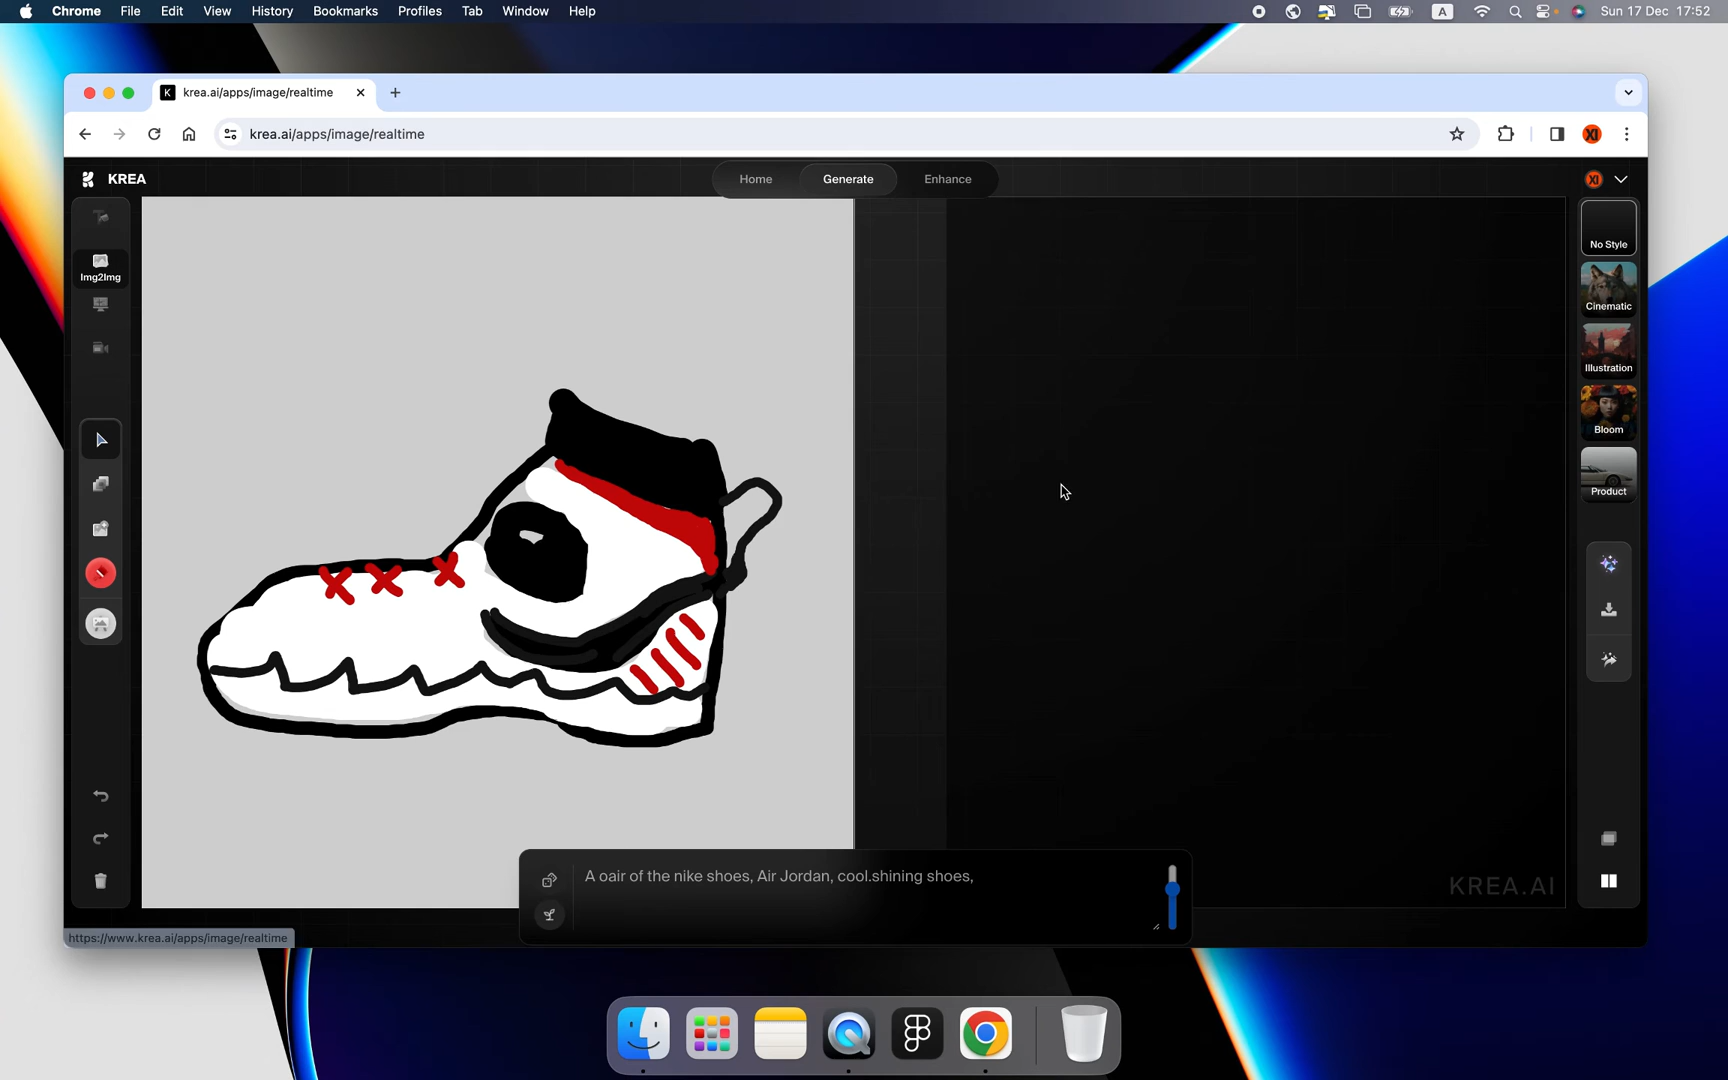 Chrome File Edit View History Bookmarks Profiles Tab Window Help A Sun 17 Dec 17:52
K krea.ai/apps/image/realtime
krea.ai/apps/image/realtime XI
KREA Home Generate Enhance XI
No Style
Img2Img
Cinematic
Illustration
Bloom
Product
A oair of the nike shoes, Air Jordan, cool.shining shoes,
KREA.AI
https://www.krea.ai/apps/image/realtime